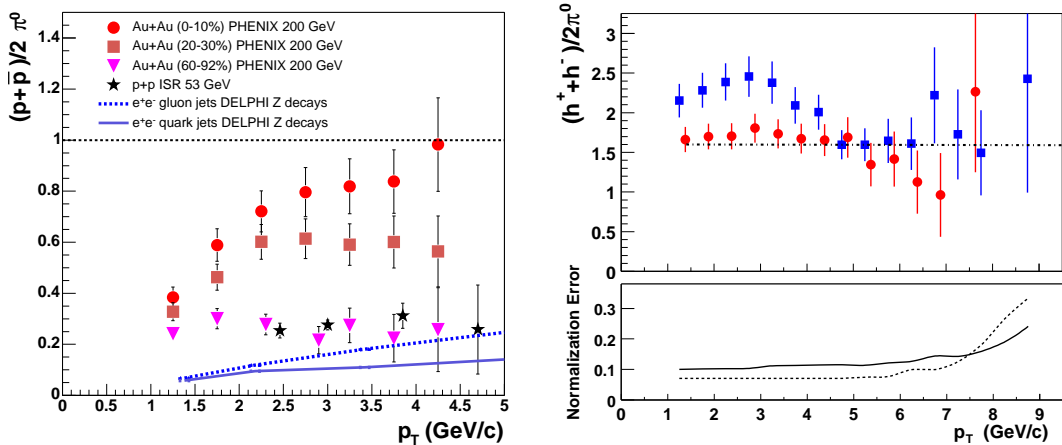 (p+p̄)/2 π⁰
1.4
1.2
1
0.8
0.6
0.4
0.2
0
Au+Au (0-10%) PHENIX 200 GeV
Au+Au (20-30%) PHENIX 200 GeV
Au+Au (60-92%) PHENIX 200 GeV
p+p ISR 53 GeV
e⁺e⁻ gluon jets DELPHI Z decays
e⁺e⁻ quark jets DELPHI Z decays
0 0.5 1 1.5 2 2.5 3 3.5 4 4.5 5
p_T (GeV/c)
(h⁺+h⁻)/2π⁰
3
2.5
2
1.5
1
0.5
0
Normalization Error
0.3
0.2
0.1
0.0
0 1 2 3 4 5 6 7 8 9
p_T (GeV/c)